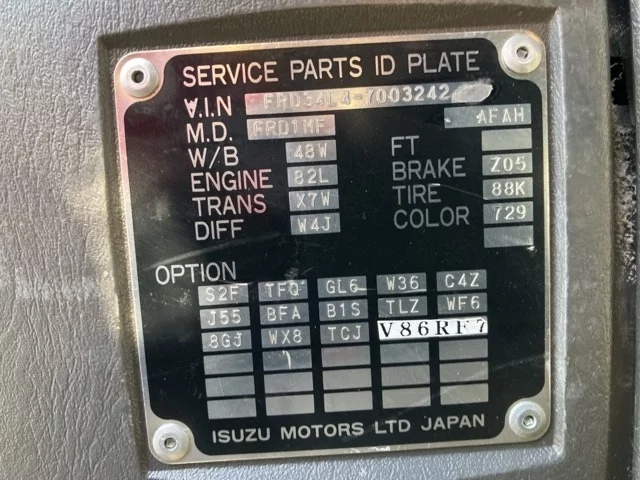 SERVICE PARTS ID PLATE
V.I.N FRD34L4-7003242
M.D. FRD1MF AFAH
W/B 48W FT
ENGINE 82L BRAKE Z05
TRANS X7W TIRE 88K
DIFF W4J COLOR 729
OPTION
S2F TFQ GL6 W36 C4Z
J55 BFA B1S TLZ WF6
8GJ WX8 TCJ V86RF7
ISUZU MOTORS LTD JAPAN